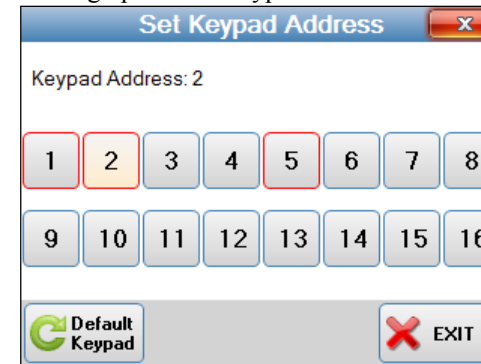 Set Keypad Address
Keypad Address: 2
1 2 3 4 5 6 7 8
9 10 11 12 13 14 15 16
Default
Keypad
EXIT